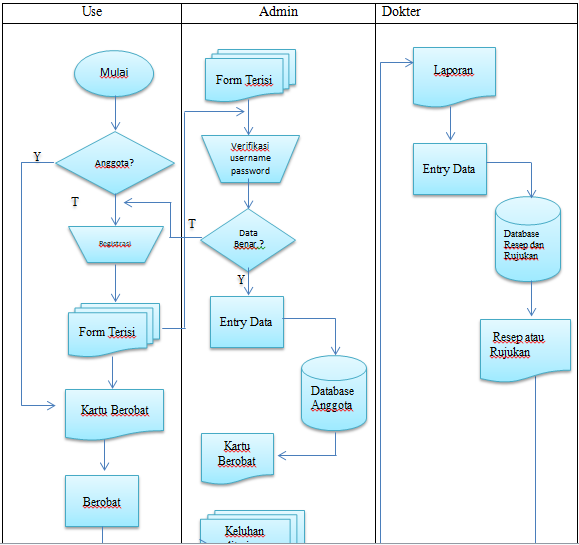 Use
Admin
Dokter
Mulai
Anggota?
Y
T
Registrasi
Form Terisi
Kartu Berobat
Berobat
Form Terisi
Verifikasi
username
password
Data
Benar ?
T
Y
Entry Data
Database
Anggota
Kartu
Berobat
Keluhan
Laporan
Entry Data
Database
Resep dan
Rujukan
Resep atau
Rujukan